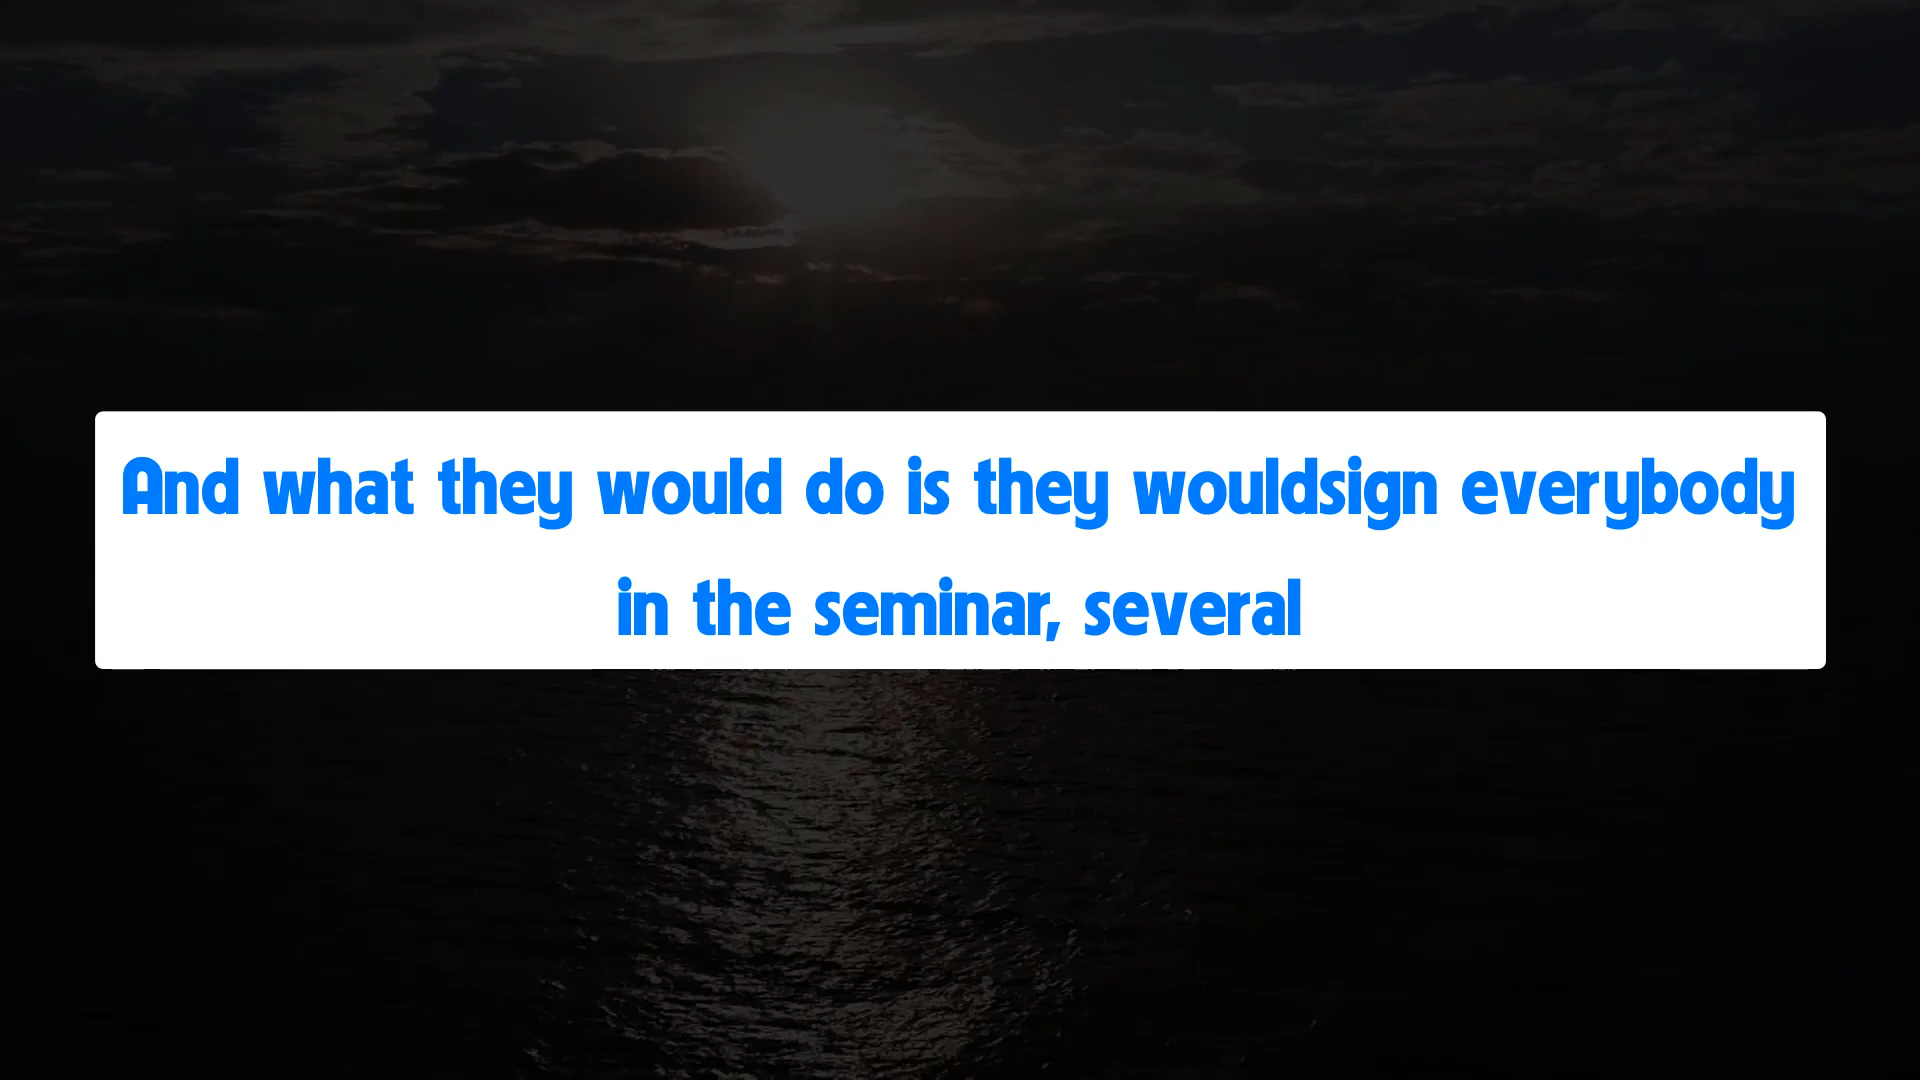 And what they would do is they wouldsign everybody
in the seminar, several